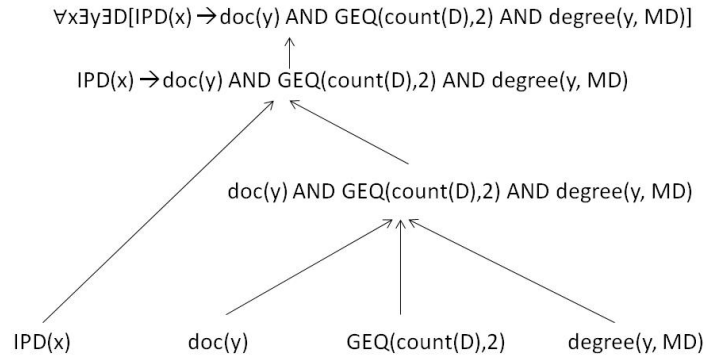 ∀x∃y∃D[IPD(x)→doc(y) AND GEQ(count(D),2) AND degree(y, MD)]
IPD(x)→doc(y) AND GEQ(count(D),2) AND degree(y, MD)
doc(y) AND GEQ(count(D),2) AND degree(y, MD)
IPD(x) doc(y) GEQ(count(D),2) degree(y, MD)